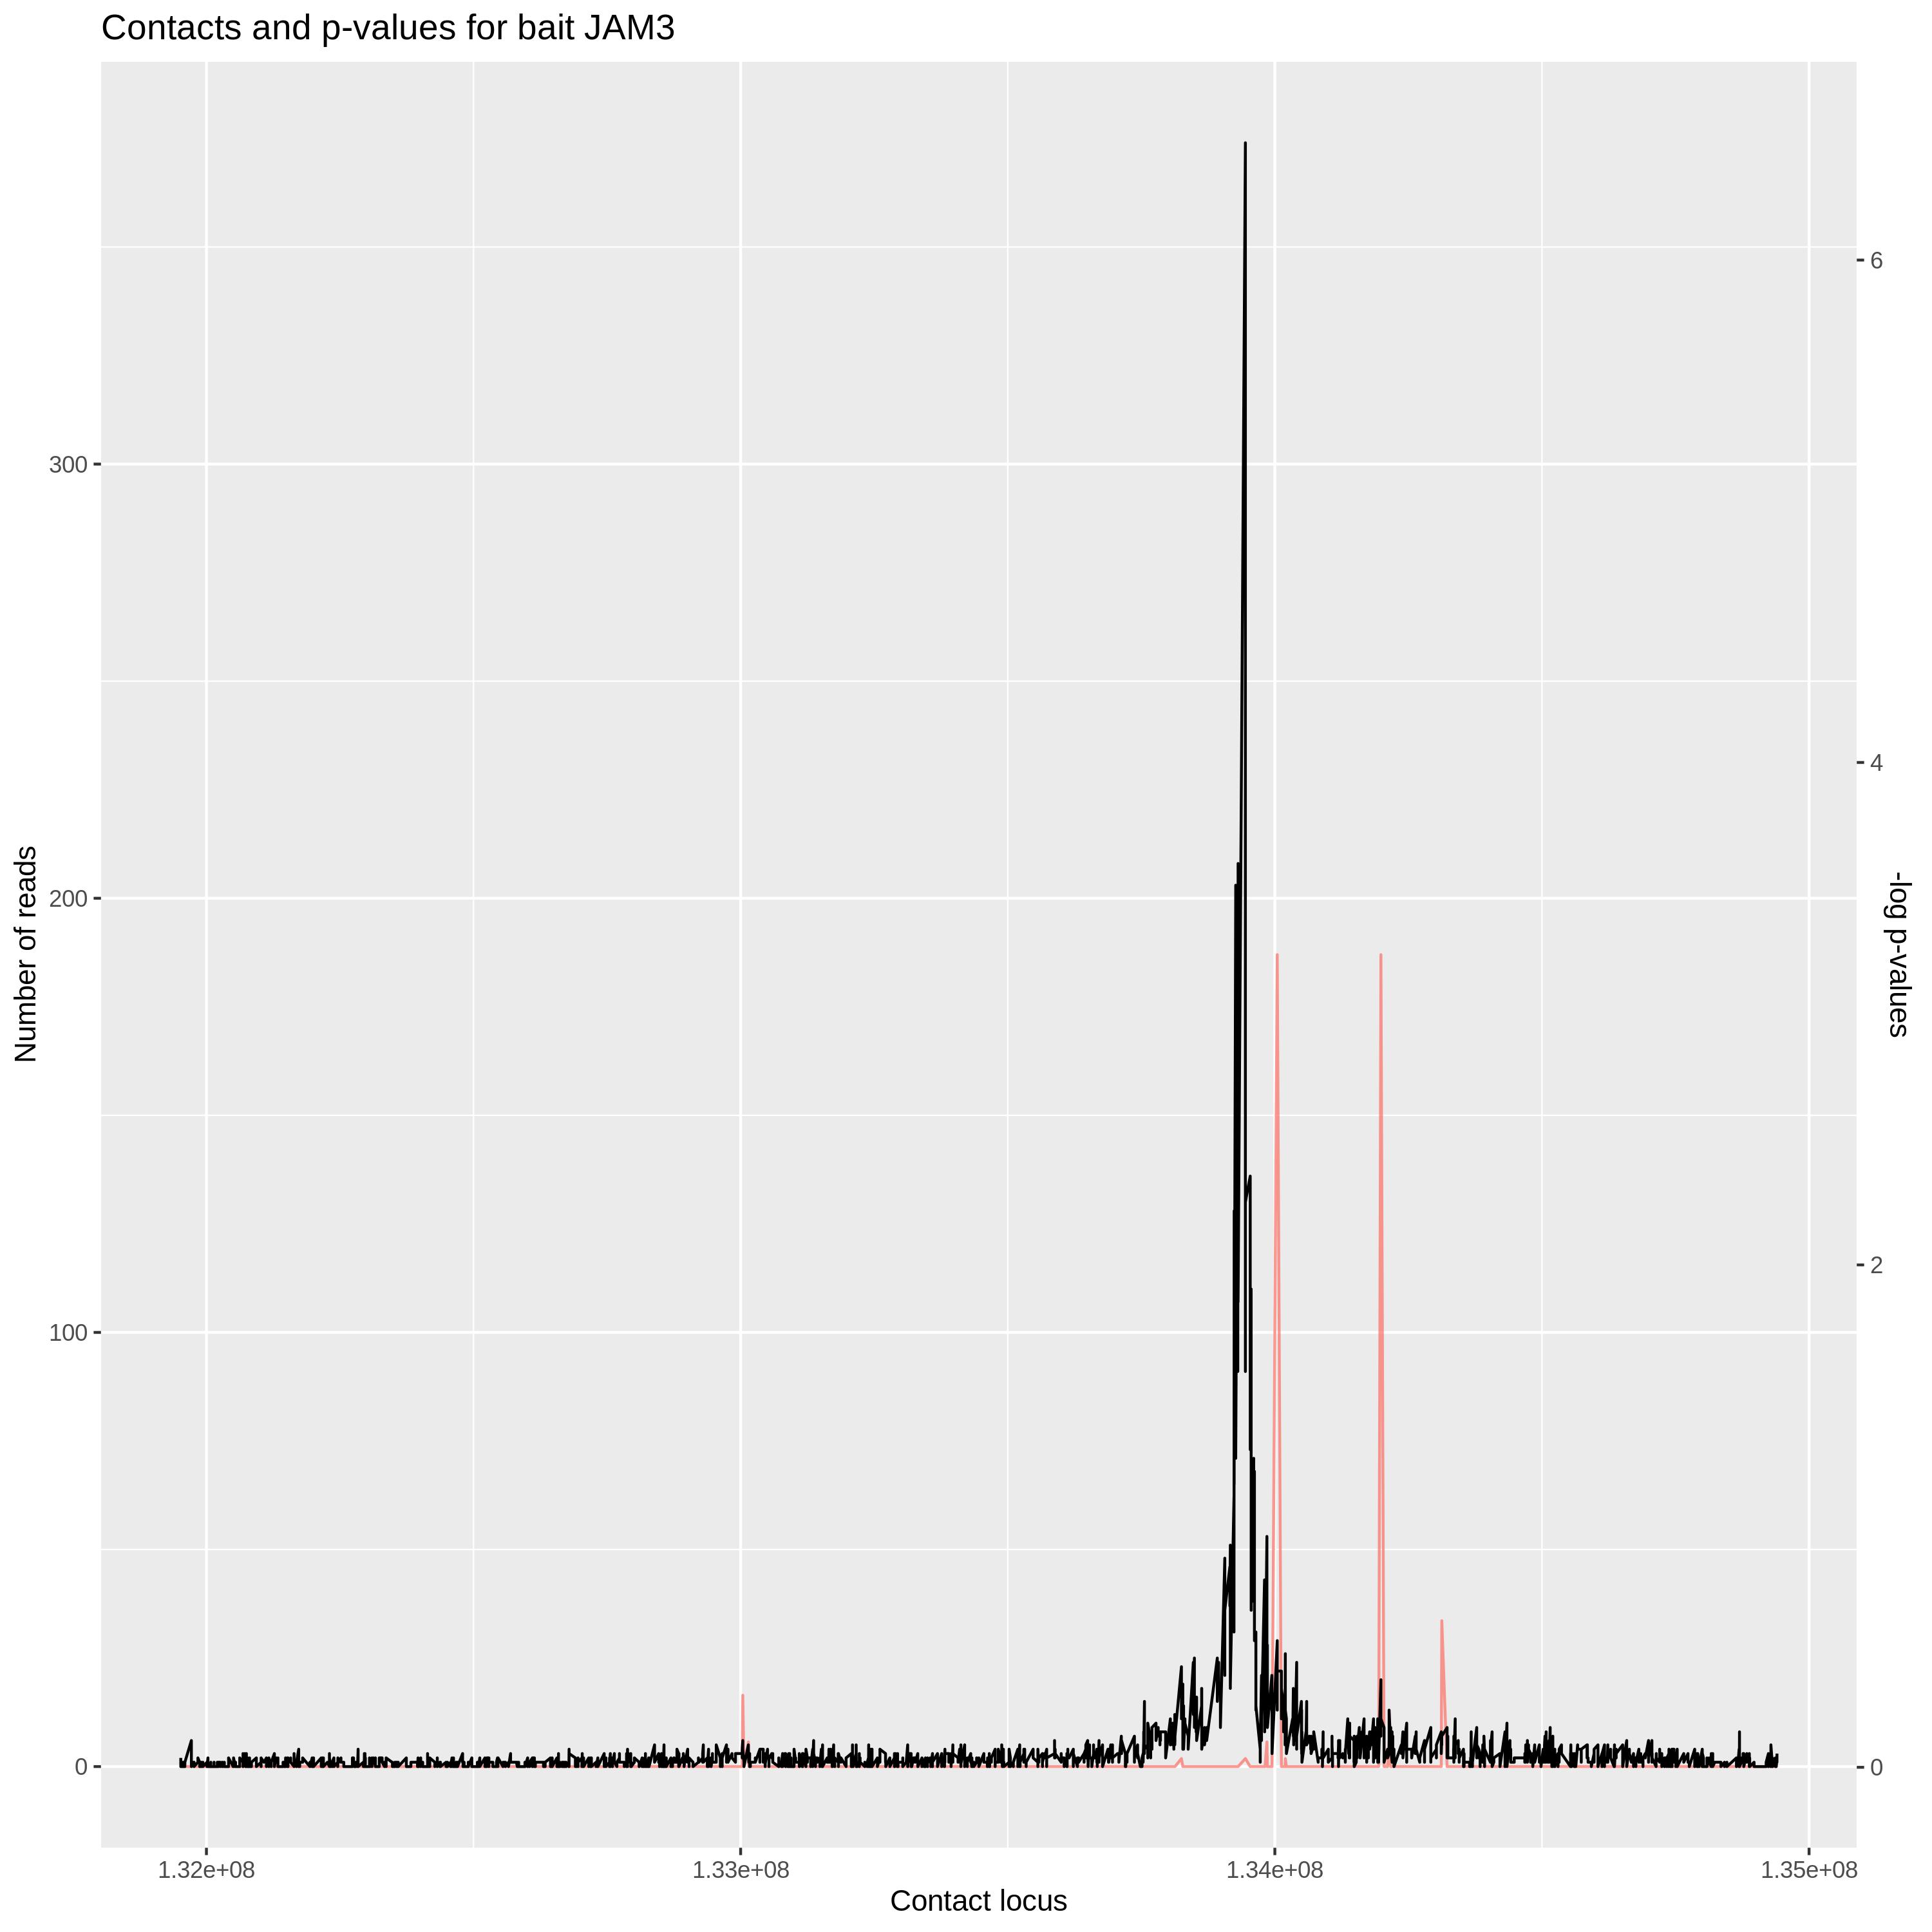 Contacts and p-values for bait JAM3
Number of reads
300
200
100
0
6
4
2
0
-log p-values
1.32e+08
1.33e+08
1.34e+08
1.35e+08
Contact locus